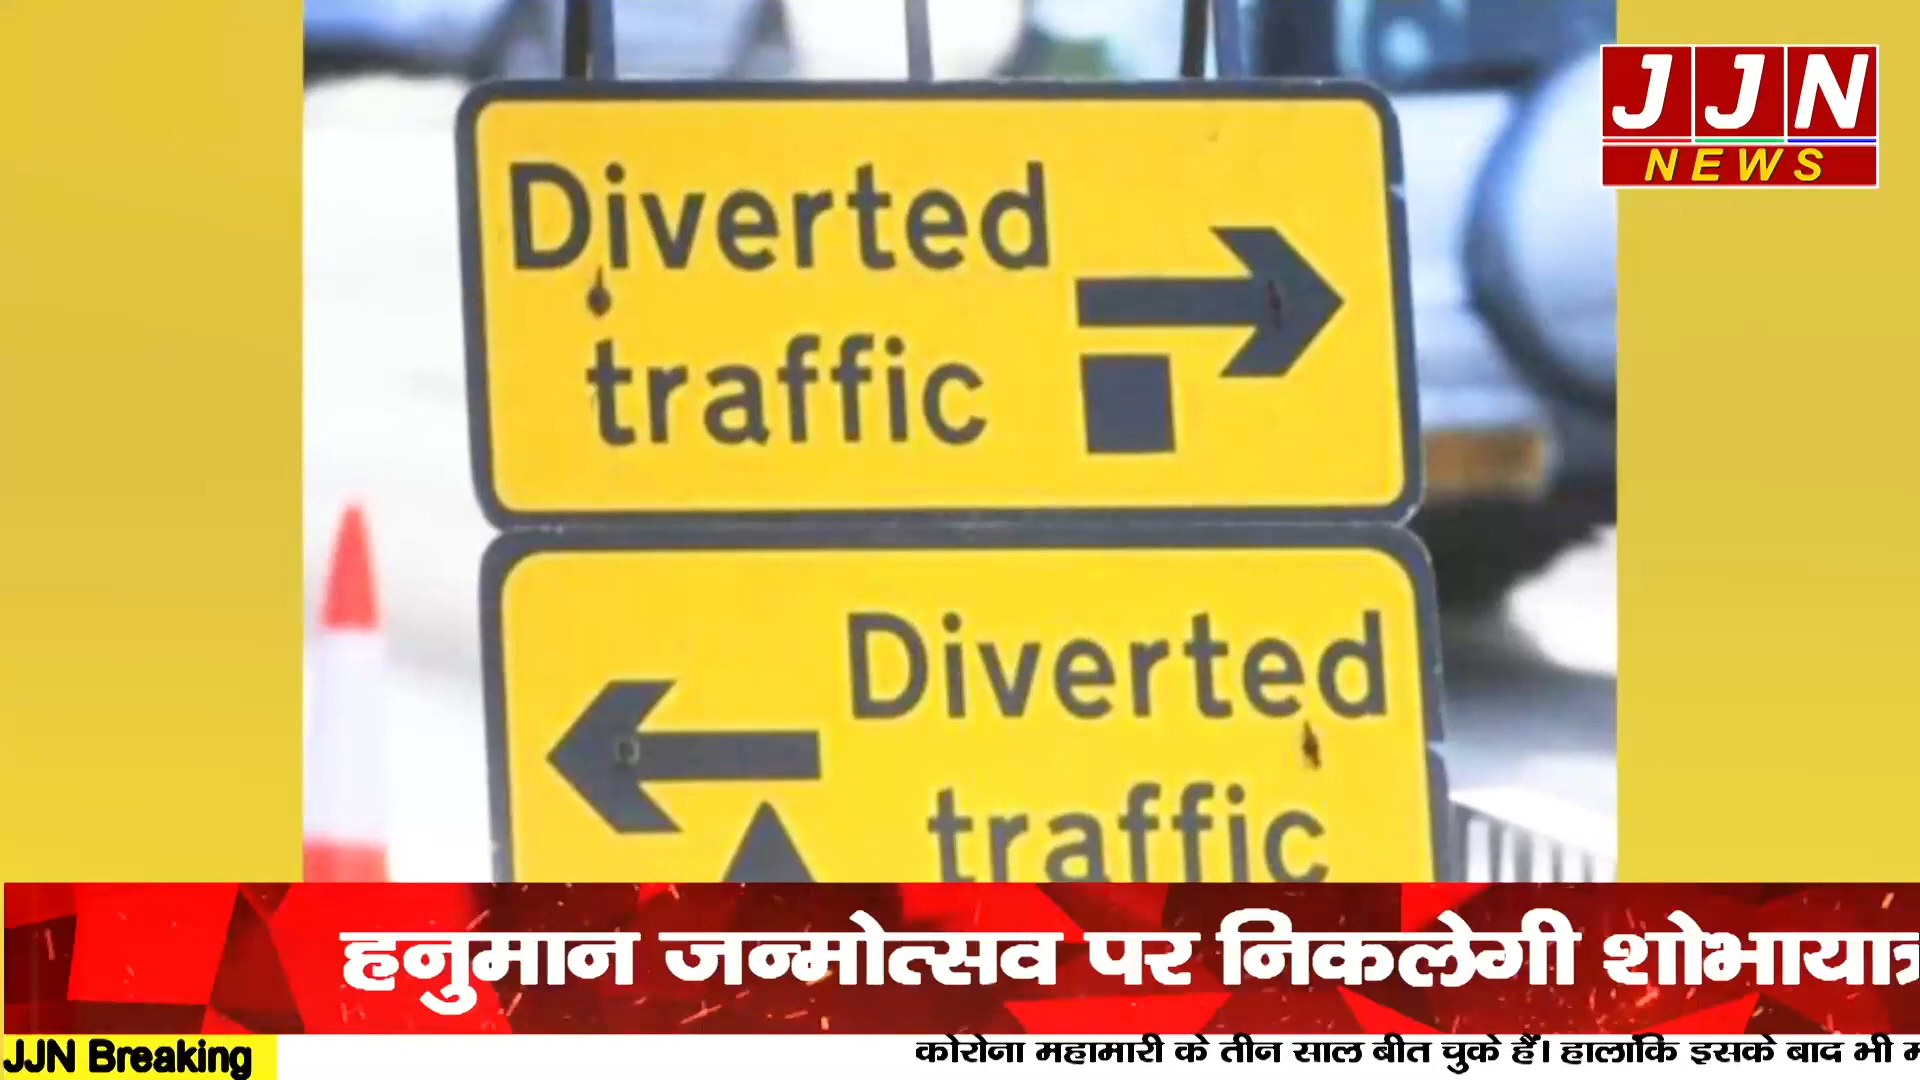 JJN
NEWS
Diverted
traffic
Diverted
traffic
हनुमान जन्मोत्सव पर निकलेगी शोभायात्र
JJN Breaking
कोरोना महामारी के तीन साल बीत चुके हैं। हालांकि इसके बाद भी